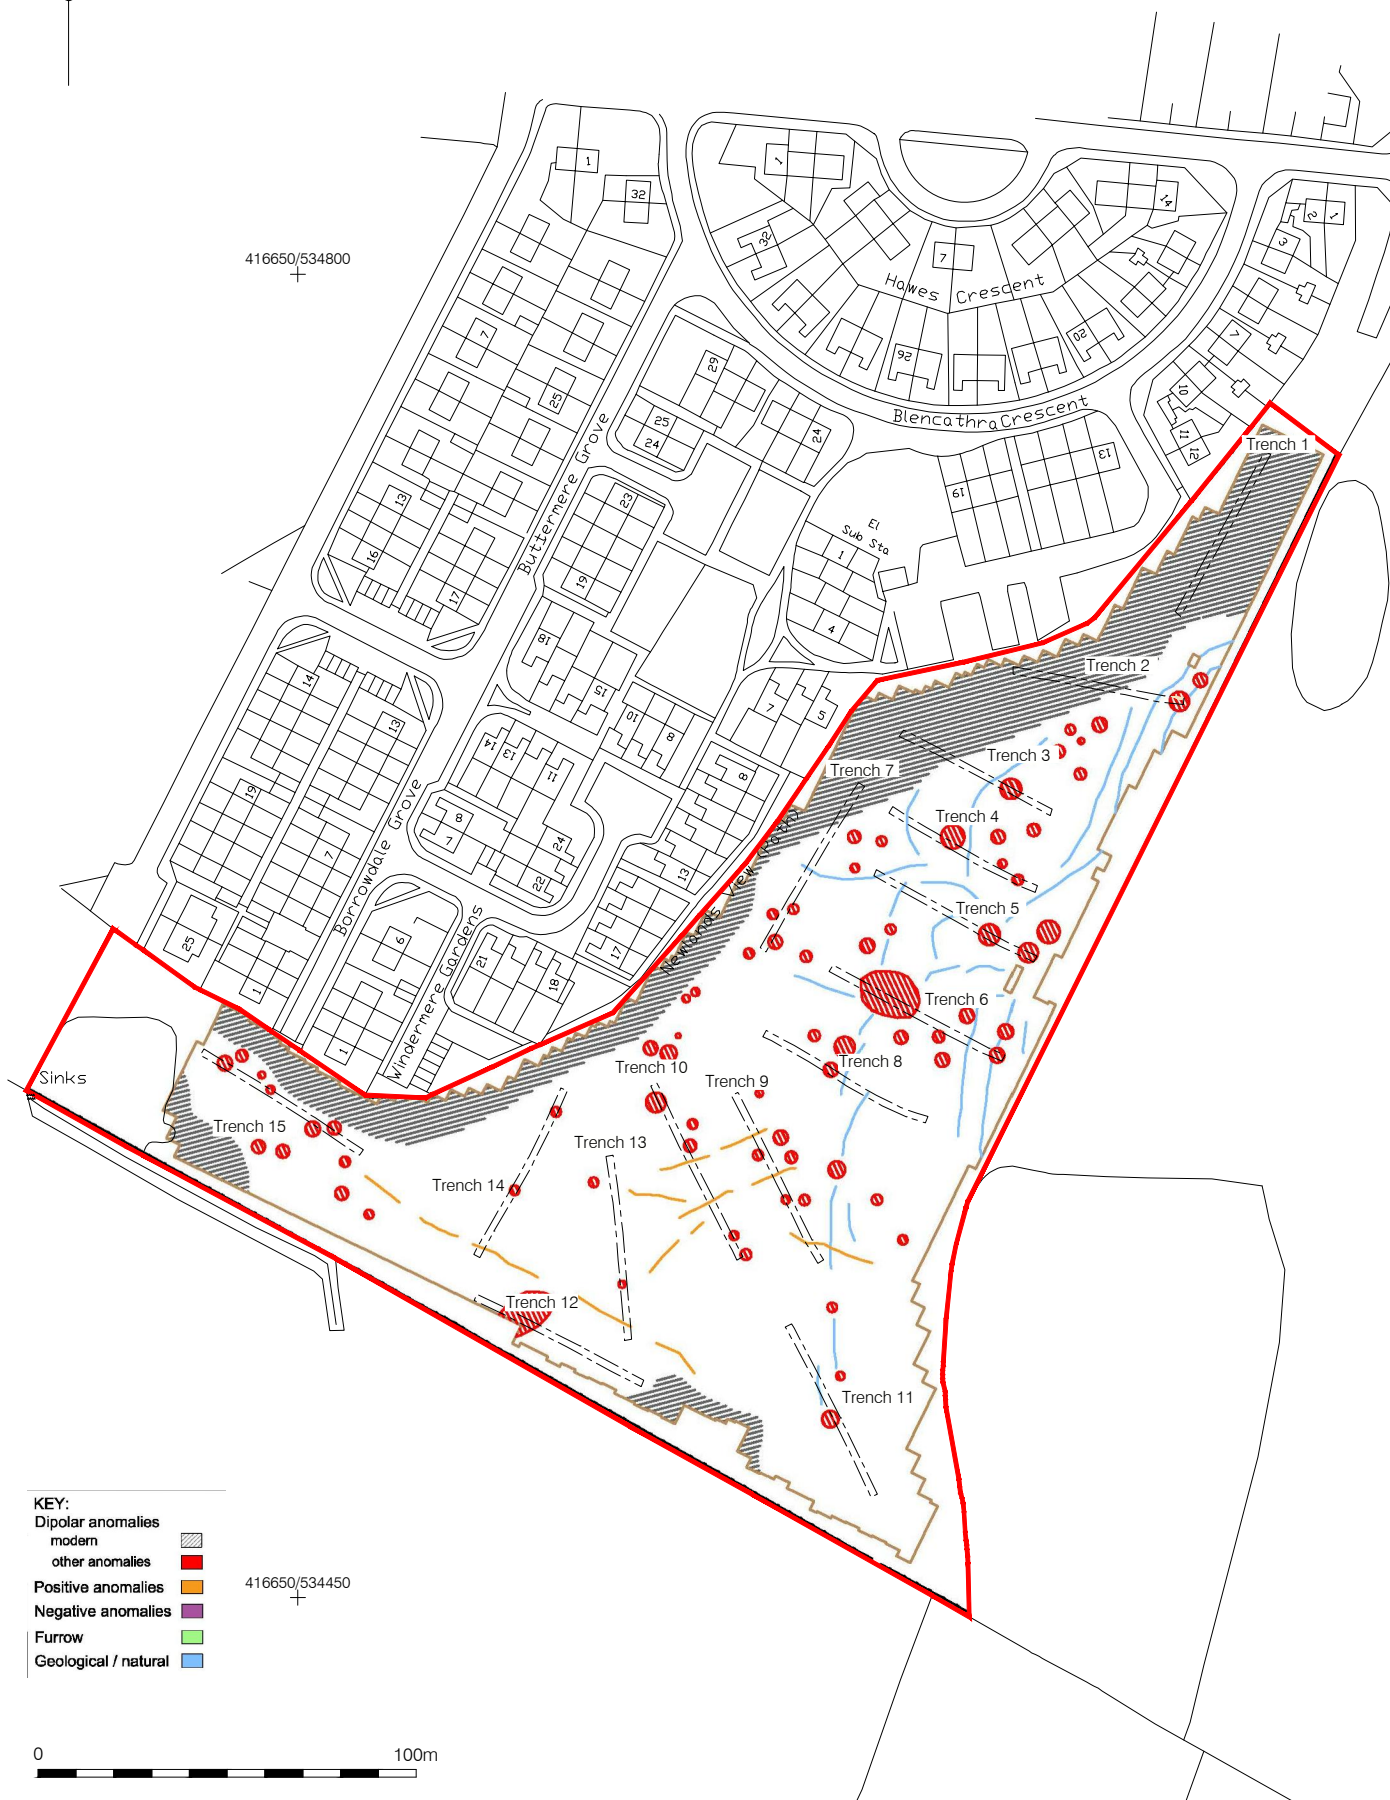 1
32
1
14
2
1
416650/534800
32
7
3
Hawes Crescent
7
29
26
20
7
25
Blencathra Crescent
10
25
24
24
11
12
13
Trench 1
Buttermere Grove
13
23
19
El
Sub Sta
1
16
19
17
4
18
14
15
Trench 2
13
10
8
7
5
14
13
11
Trench 3
Trench 7
8
19
Borrowdale Grove
8
7
24
Trench 4
7
22
13
Newlands View (Path)
Trench 5
25
6
Windermere Gardens
21
17
18
1
Trench 6
1
Trench 8
Sinks
Trench 10
Trench 9
Trench 15
Trench 13
Trench 14
Trench 12
Trench 11
KEY:
Dipolar anomalies
modern
other anomalies
Positive anomalies
Negative anomalies
Furrow
Geological / natural
416650/534450
0
100m